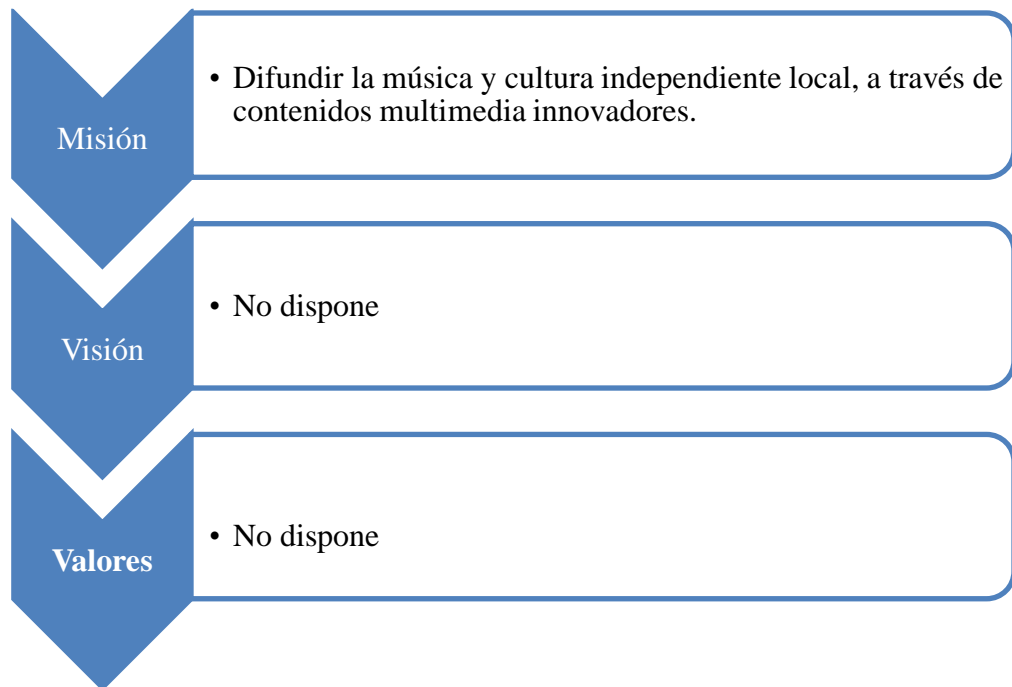 Misión
• Difundir la música y cultura independiente local, a través de
contenidos multimedia innovadores.
Visión
• No dispone
Valores
• No dispone